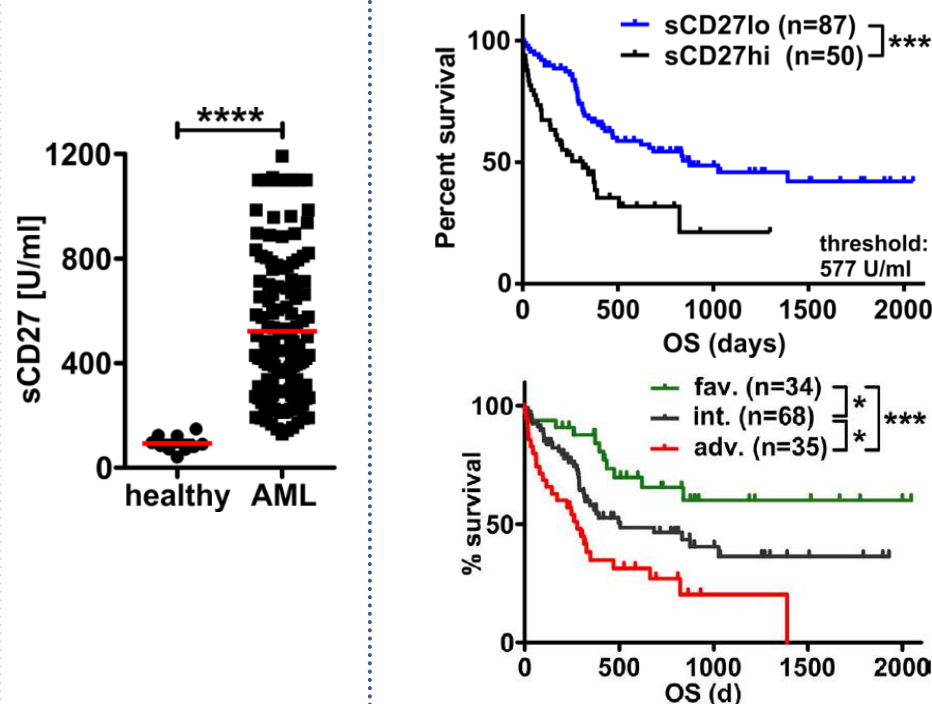 ****
1200
800
400
0
sCD27 [U/ml]
healthy AML
sCD27lo (n=87)
sCD27hi (n=50)
***
100
50
0
Percent survival
threshold:
577 U/ml
0 500 1000 1500 2000
OS (days)
fav. (n=34)
int. (n=68)
adv. (n=35)
*
*
***
100
50
0
% survival
0 500 1000 1500 2000
OS (d)